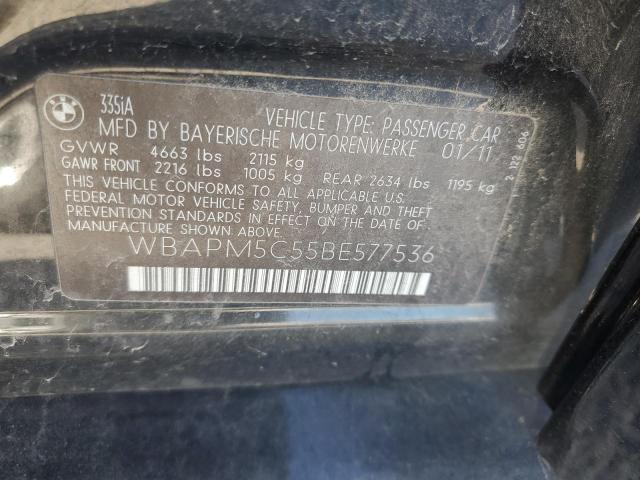 BMW
335iA
VEHICLE TYPE: PASSENGER CAR
MFD BY BAYERISCHE MOTORENWERKE 01/11
GVWR 4663 lbs 2115 kg
GAWR FRONT 2216 lbs 1005 kg REAR 2634 lbs 1195 kg
THIS VEHICLE CONFORMS TO ALL APPLICABLE U.S.
FEDERAL MOTOR VEHICLE SAFETY, BUMPER AND THEFT
PREVENTION STANDARDS IN EFFECT ON THE DATE OF
MANUFACTURE SHOWN ABOVE.
WBAPM5C55BE577536